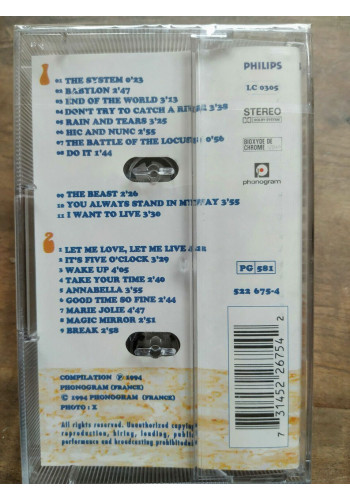 1
01 THE SYSTEM 0'23
02 BABYLON 2'47
03 END OF THE WORLD 3'13
04 DON'T TRY TO CATCH A RIVER 3'38
05 RAIN AND TEARS 3'25
06 HIC AND NUNC 2'55
07 THE BATTLE OF THE LOCUSTS 0'56
08 DO IT 1'44
09 THE BEAST 2'26
10 YOU ALWAYS STAND IN MY WAY 3'55
11 I WANT TO LIVE 3'30
2
1 LET ME LOVE, LET ME LIVE
2 IT'S FIVE O'CLOCK 3'29
3 WAKE UP 4'05
4 TAKE YOUR TIME 2'40
5 ANNABELLA 3'55
6 GOOD TIME SO FINE 2'44
7 MARIE JOLIE 4'47
8 MAGIC MIRROR 2'51
9 BREAK 2'58
COMPILATION Ⓟ 1994
PHONOGRAM (FRANCE)
© 1994 PHONOGRAM (FRANCE)
PHOTO : Z
All rights reserved. Unauthorized copying,
reproduction, hiring, lending, public
performance and broadcasting prohibited
PHILIPS
LC 0305
STEREO
DOLBY SYSTEM
BIOXYDE DE
CHROME
P
phonogram
PG 581
522 675-4
7 31452 26754 2